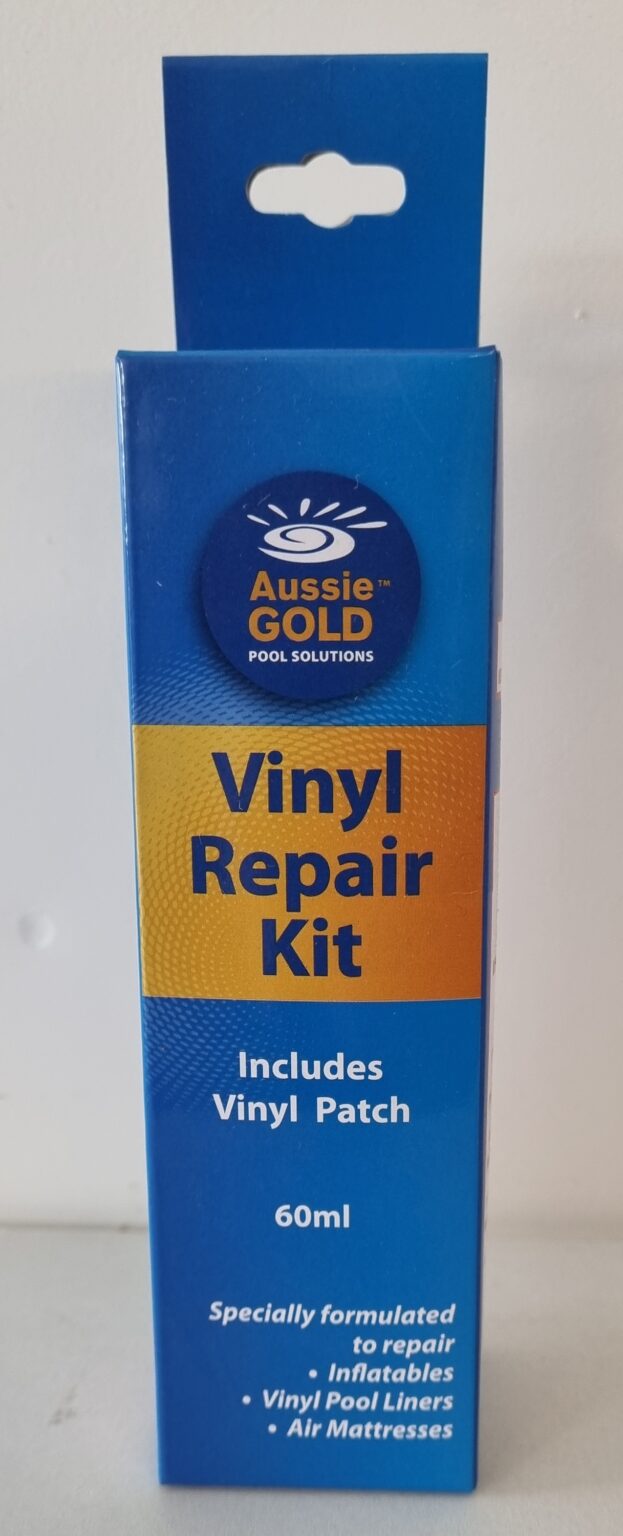 Aussie™
GOLD
POOL SOLUTIONS
Vinyl
Repair
Kit
Includes
Vinyl Patch
60ml
Specially formulated
to repair
• Inflatables
• Vinyl Pool Liners
• Air Mattresses